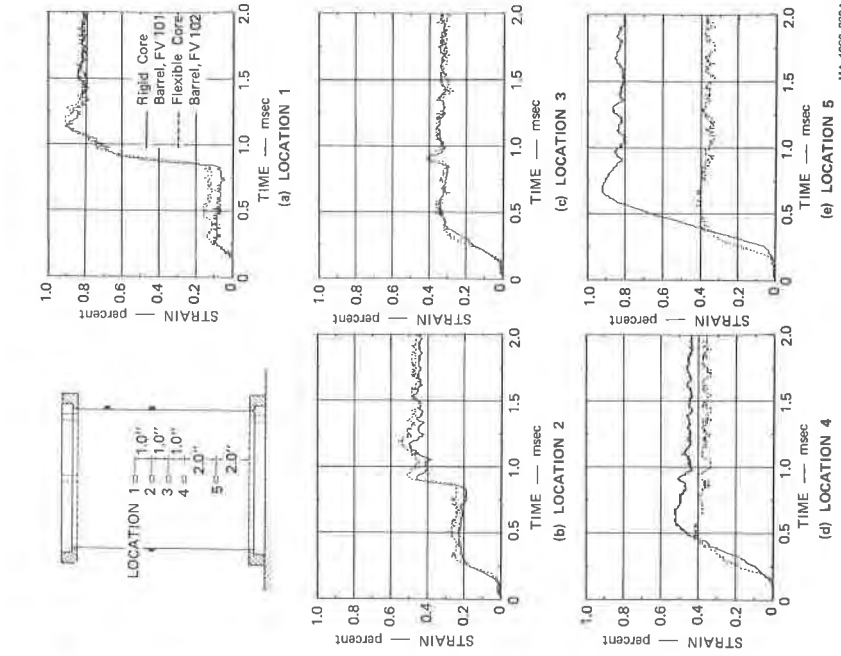 LOCATION 1
1.0"
2
1.0"
3
1.0"
4
2.0"
5
2.0"
STRAIN — percent
1.0
0.8
0.6
0.4
0.2
0
Rigid Core
Barrel, FV 101
Flexible Core
Barrel, FV 102
0 0.5 1.0 1.5 2.0
TIME — msec
(a) LOCATION 1
STRAIN — percent
1.0
0.8
0.6
0.4
0.2
0
0 0.5 1.0 1.5 2.0
TIME — msec
(b) LOCATION 2
STRAIN — percent
1.0
0.8
0.6
0.4
0.2
0
0 0.5 1.0 1.5 2.0
TIME — msec
(c) LOCATION 3
STRAIN — percent
1.0
0.8
0.6
0.4
0.2
0
0 0.5 1.0 1.5 2.0
TIME — msec
(d) LOCATION 4
STRAIN — percent
1.0
0.8
0.6
0.4
0.2
0
0 0.5 1.0 1.5 2.0
TIME — msec
(e) LOCATION 5